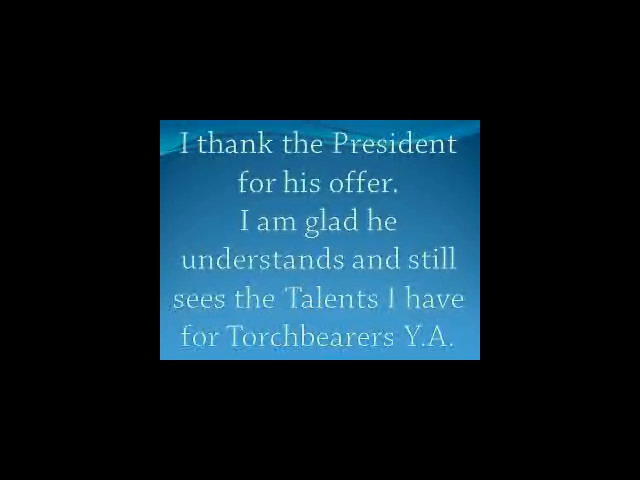 I thank the President
for his offer.
I am glad he
understands and still
sees the Talents I have
for Torchbearers Y.A.